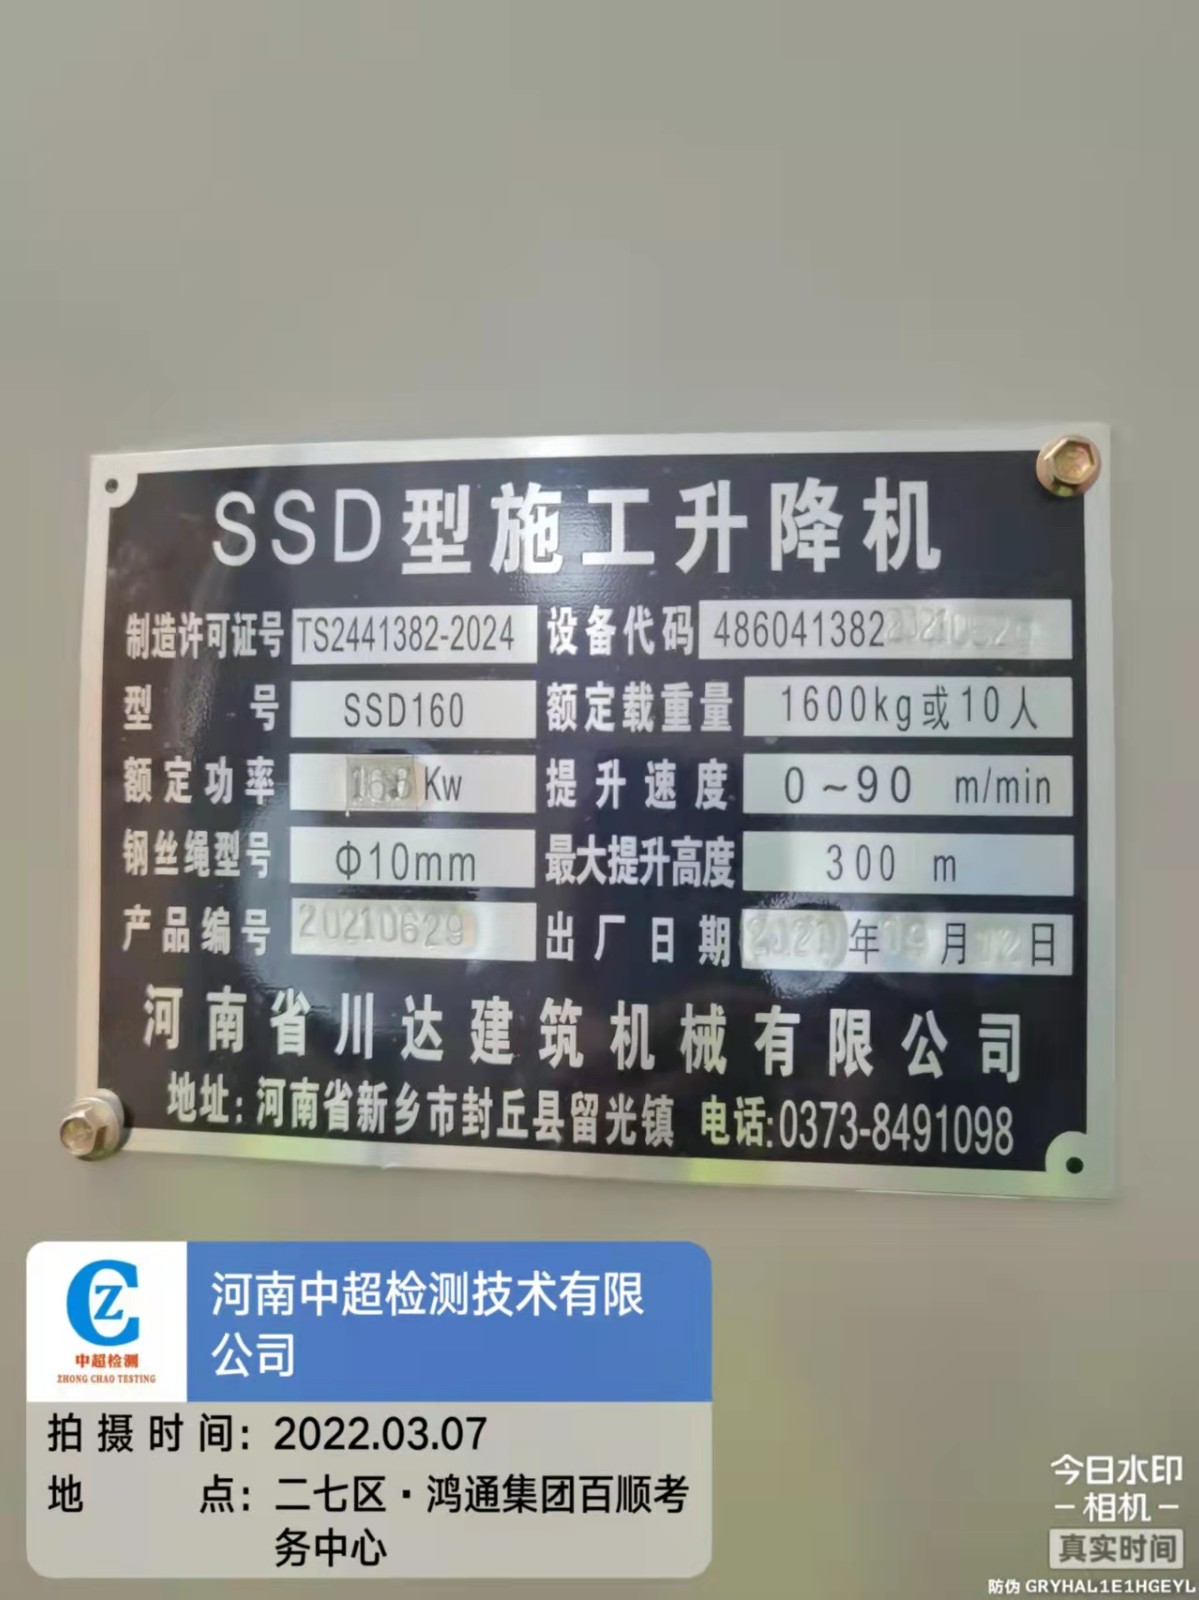 SSD型施工升降机
制造许可证号 TS2441382-2024 设备代码 486041382
型号 SSD160 额定载重量 1600kg或10人
额定功率 Kw 提升速度 0~90 m/min
钢丝绳型号 Φ10mm 最大提升高度 300 m
产品编号 20210629 出厂日期 2021年 月12日
河南省川达建筑机械有限公司
地址:河南省新乡市封丘县留光镇 电话:0373-8491098
CZ
中超检测
ZHONG CHAO TESTING
河南中超检测技术有限
公司
拍摄时间: 2022.03.07
地点: 二七区·鸿通集团百顺考
务中心
今日水印
-相机-
真实时间
防伪 GRYHAL1E1HGEYL